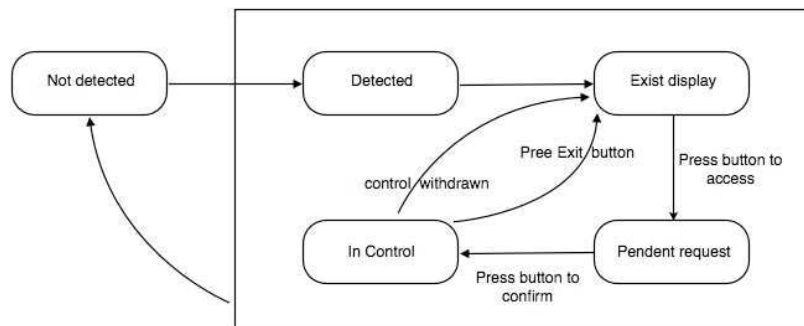 Not detected
Detected
Exist display
Pree Exit button
Press button to
access
control withdrawn
In Control
Pendent request
Press button to
confirm